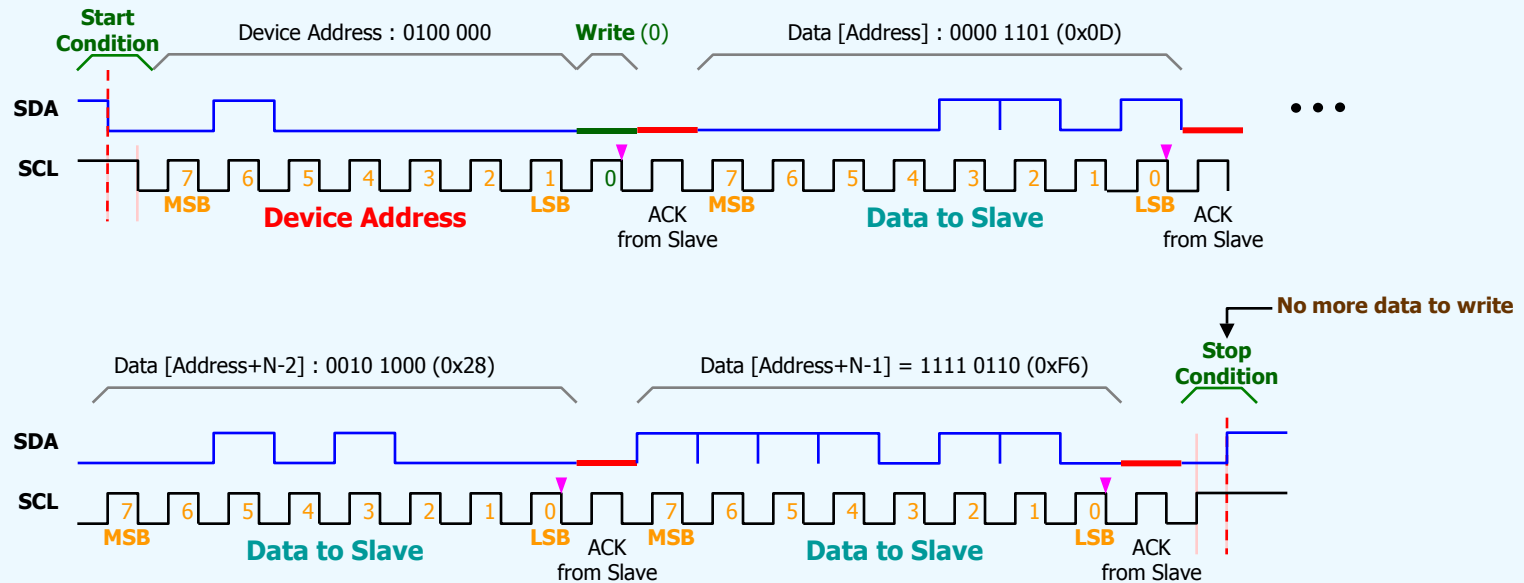 Start
Condition
Device Address : 0100 000
Write (0)
Data [Address] : 0000 1101 (0x0D)
SDA
SCL
7 6 5 4 3 2 1 0 7 6 5 4 3 2 1 0
MSB
Device Address
LSB
ACK
from Slave
MSB
Data to Slave
LSB
ACK
from Slave
No more data to write
Data [Address+N-2] : 0010 1000 (0x28)
Data [Address+N-1] = 1111 0110 (0xF6)
Stop
Condition
SDA
SCL
7 6 5 4 3 2 1 0 7 6 5 4 3 2 1 0
MSB
Data to Slave
LSB
ACK
from Slave
MSB
Data to Slave
LSB
ACK
from Slave